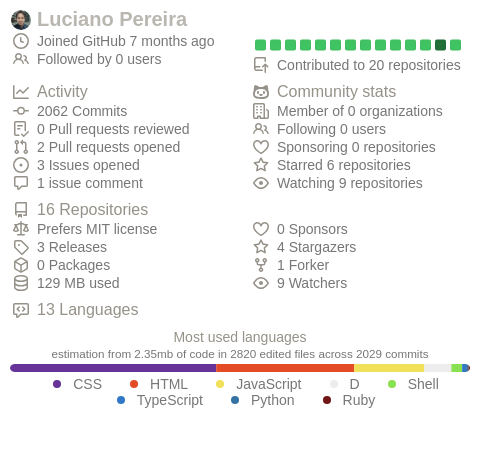 Luciano Pereira
Joined GitHub 7 months ago
Followed by 0 users
Contributed to 20 repositories
Activity
2062 Commits
0 Pull requests reviewed
2 Pull requests opened
3 Issues opened
1 issue comment
Community stats
Member of 0 organizations
Following 0 users
Sponsoring 0 repositories
Starred 6 repositories
Watching 9 repositories
16 Repositories
Prefers MIT license
3 Releases
0 Packages
129 MB used
0 Sponsors
4 Stargazers
1 Forker
9 Watchers
13 Languages
Most used languages
estimation from 2.35mb of code in 2820 edited files across 2029 commits
CSS HTML JavaScript D Shell
TypeScript Python Ruby